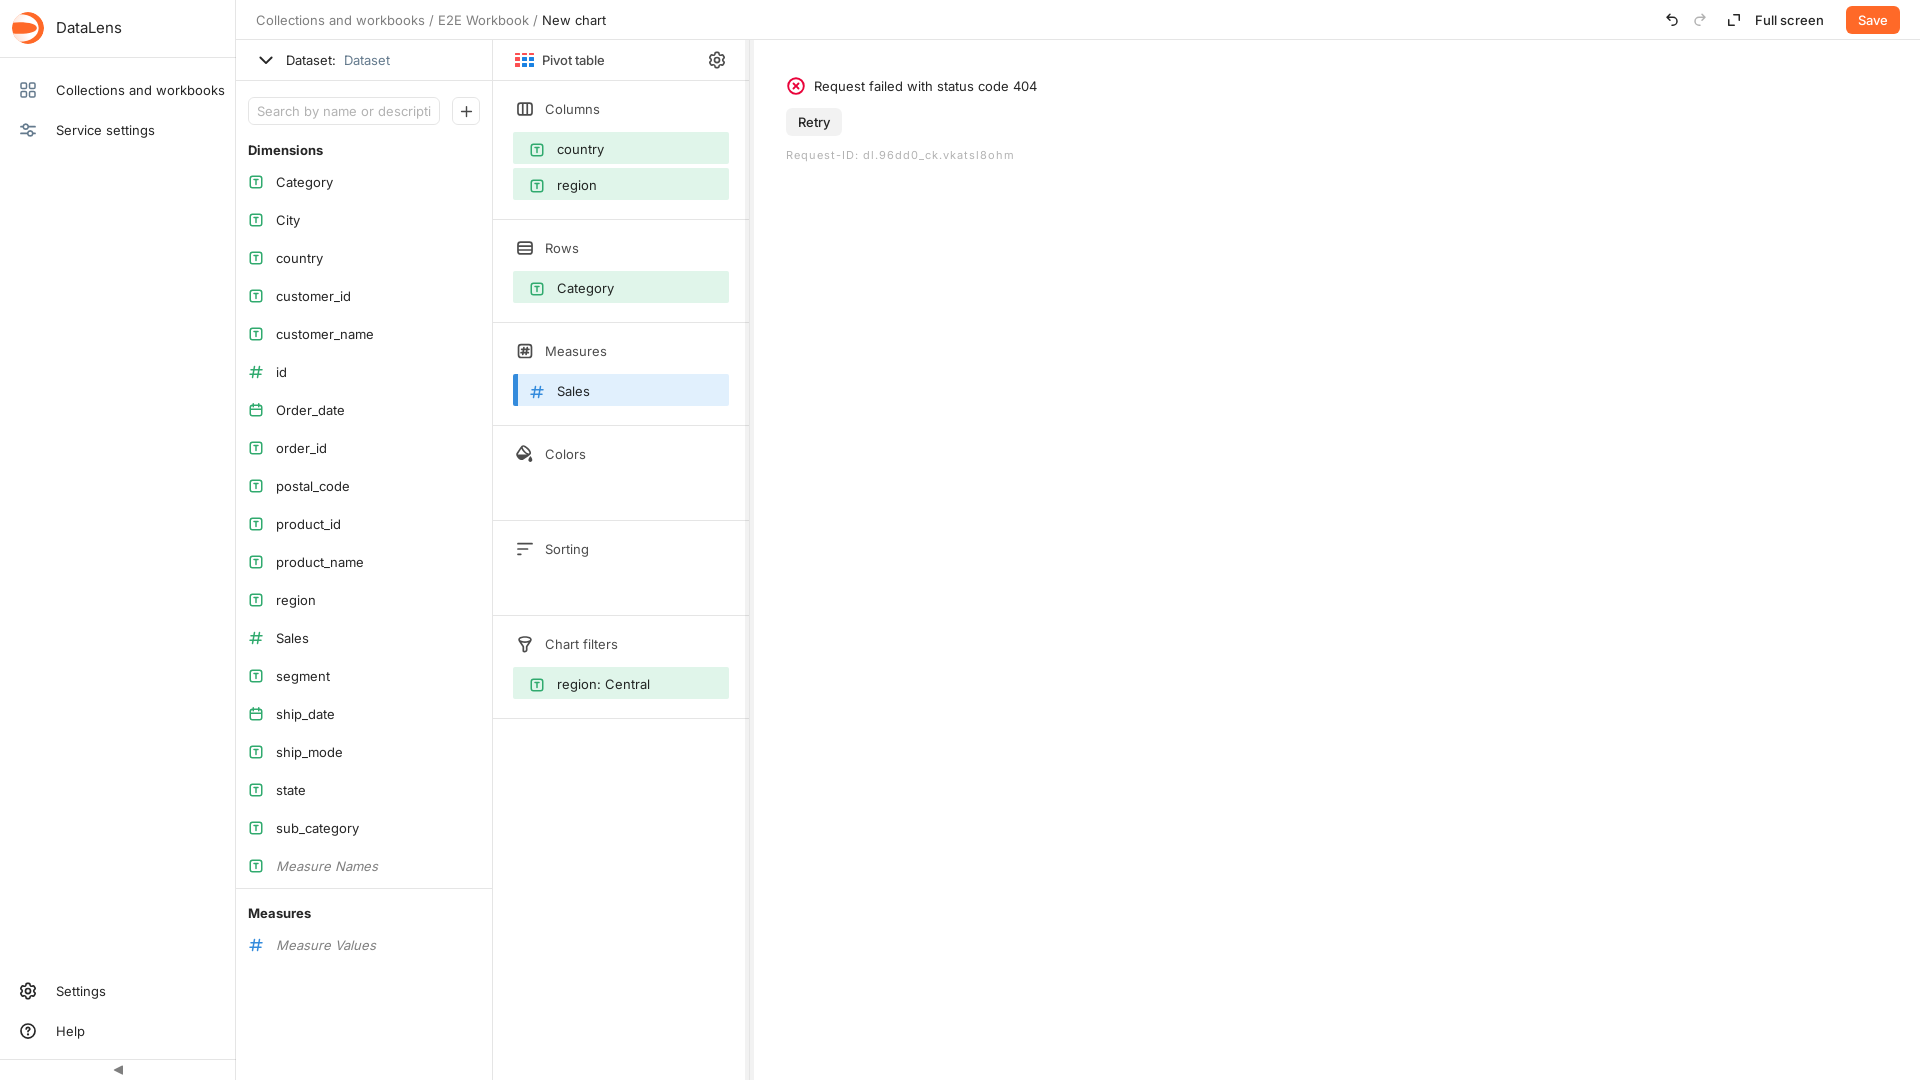 DataLens
Collections and workbooks
Service settings
Settings
Help
Collections and workbooks / E2E Workbook / New chart
Full screen
Save
Dataset: Dataset
Search by name or descripti
Dimensions
Category
City
country
customer_id
customer_name
id
Order_date
order_id
postal_code
product_id
product_name
region
Sales
segment
ship_date
ship_mode
state
sub_category
Measure Names
Measures
Measure Values
Pivot table
Columns
country
region
Rows
Category
Measures
Sales
Colors
Sorting
Chart filters
region: Central
Request failed with status code 404
Retry
Request-ID: dl.96dd0_ck.vkatsl8ohm